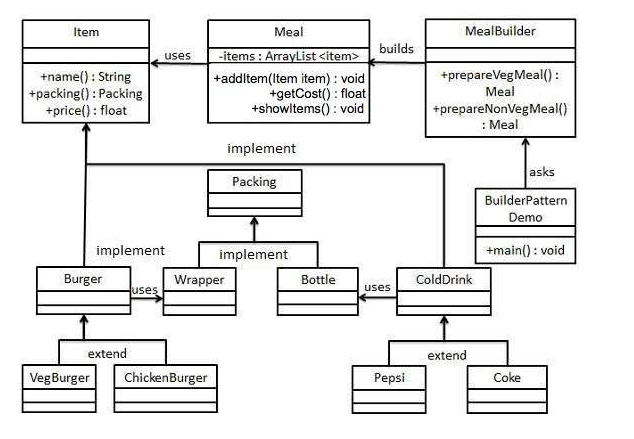 Item
+name() : String
+packing() : Packing
+price() : float
uses
Meal
-items : ArrayList <item>
+addItem(Item item) : void
+getCost() : float
+showItems() : void
builds
MealBuilder
+prepareVegMeal() :
Meal
+prepareNonVegMeal()
: Meal
implement
asks
Packing
BuilderPattern
Demo
+main() : void
implement
implement
Burger
uses
Wrapper
Bottle
uses
ColdDrink
extend
extend
VegBurger
ChickenBurger
Pepsi
Coke